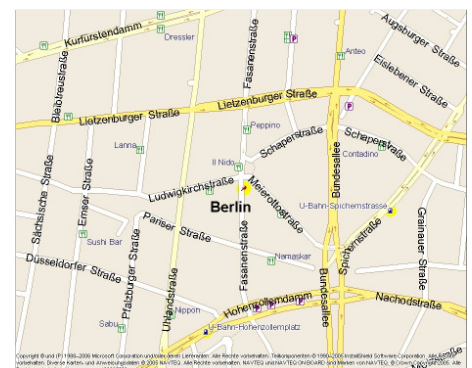 Kurfürstendamm
Dressler
Fasanenstraße
P
Augsburger Straße
Anteo
Eislebener Straße
Bleibtreustraße
Lietzenburger Straße
Lietzenburger Straße
P
Peppino
Lanna
Schaperstraße
Schaperstraße
Contadino
Il Nido
Bundesallee
Ludwigkirchstraße
Meierottostraße
Berlin
U-Bahn-Spichernstrasse
P
Sächsische Straße
Emser Straße
Pariser Straße
Sushi Bar
Spichernstraße
Grainauer Straße
Namaskar
Fasanenstraße
Düsseldorfer Straße
Pfalzburger Straße
Uhlandstraße
Bundesallee
Hohenzollerndamm
Nachodstraße
Nippon
Sabu
U-Bahn-Hohenzollernplatz